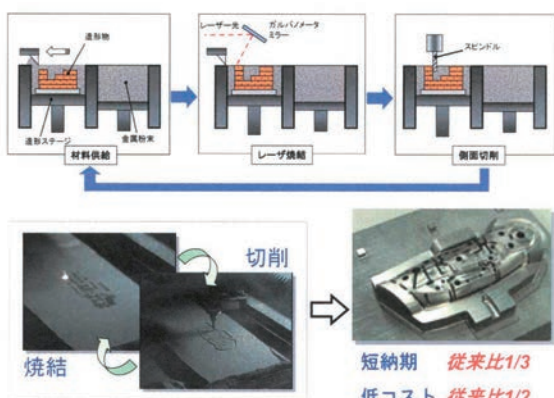 造形物
造形ステージ
金属粉末
材料供給
レーザー光
ガルバノメータ
ミラー
レーザ焼結
スピンドル
側面切削
切削
焼結
短納期 従来比1/3
低コスト 従来比1/2